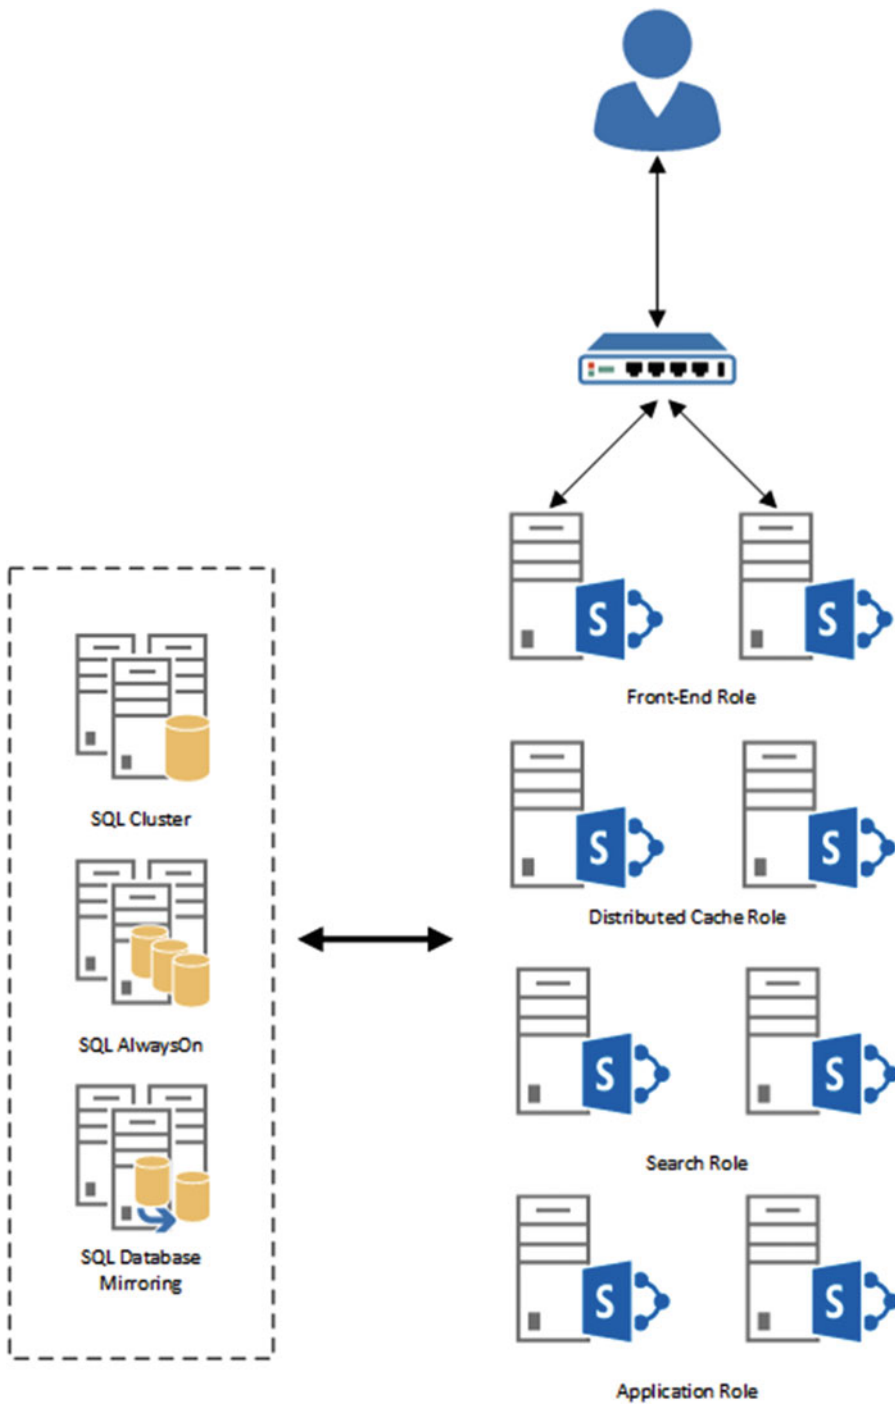 S
S
Front-End Role
S
S
Distributed Cache Role
S
S
Search Role
S
S
Application Role
SQL Cluster
SQL AlwaysOn
SQL Database
Mirroring